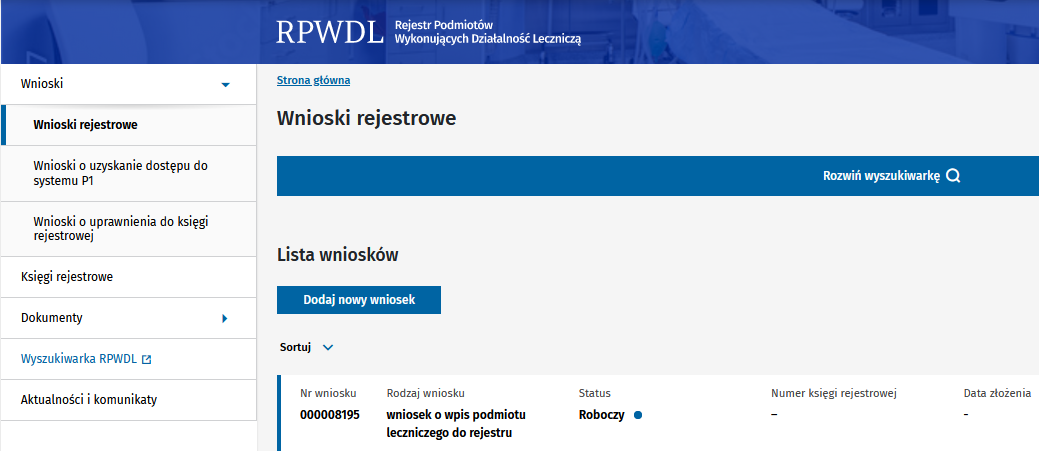 RPWDL
Rejestr Podmiotów
Wykonujących Działalność Leczniczą
Wnioski
Wnioski rejestrowe
Wnioski o uzyskanie dostępu do
systemu P1
Wnioski o uprawnienia do księgi
rejestrowej
Księgi rejestrowe
Dokumenty
Wyszukiwarka RPWDL
Aktualności i komunikaty
Strona główna
Wnioski rejestrowe
Rozwiń wyszukiwarkę
Lista wniosków
Dodaj nowy wniosek
Sortuj
Nr wniosku
000008195
Rodzaj wniosku
wniosek o wpis podmiotu
leczniczego do rejestru
Status
Roboczy
Numer księgi rejestrowej
–
Data złożenia
-